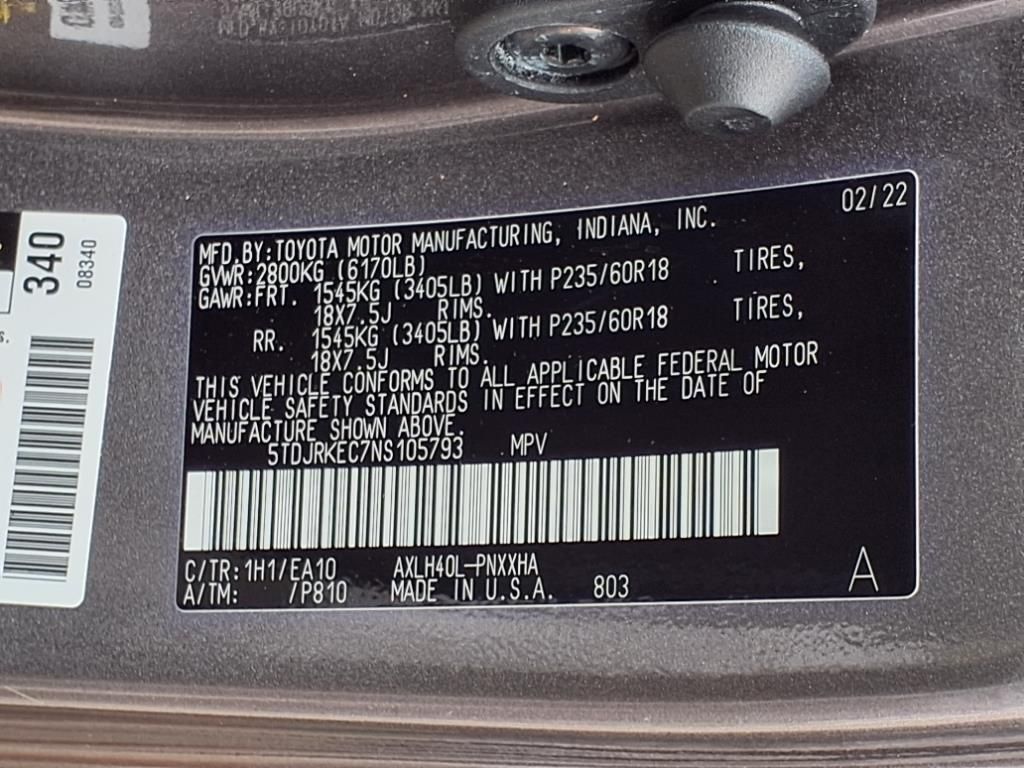 340
08340
02/22
MFD.BY:TOYOTA MOTOR MANUFACTURING, INDIANA, INC.
GVWR:2800KG (6170LB)
GAWR:FRT. 1545KG (3405LB) WITH P235/60R18 TIRES,
18X7.5J RIMS.
RR. 1545KG (3405LB) WITH P235/60R18 TIRES,
18X7.5J RIMS.
THIS VEHICLE CONFORMS TO ALL APPLICABLE FEDERAL MOTOR
VEHICLE SAFETY STANDARDS IN EFFECT ON THE DATE OF
MANUFACTURE SHOWN ABOVE.
5TDJRKEC7NS105793 MPV
C/TR:1H1/EA10 AXLH40L-PNXXHA
A/TM: /P810 MADE IN U.S.A. 803
A